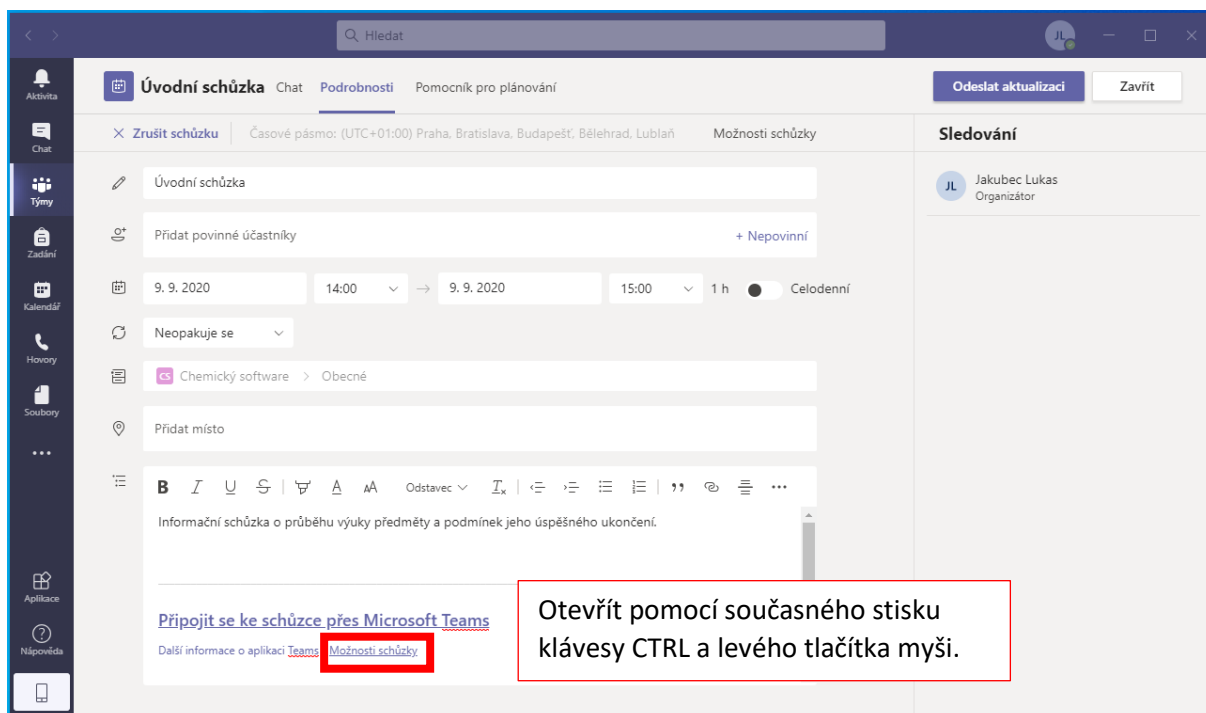 Hledat
JL
Aktivita
Chat
Týmy
Zadání
Kalendář
Hovory
Soubory
Aplikace
Nápověda
Úvodní schůzka Chat Podrobnosti Pomocník pro plánování
Odeslat aktualizaci Zavřít
Zrušit schůzku Časové pásmo: (UTC+01:00) Praha, Bratislava, Budapešť, Bělehrad, Lublaň Možnosti schůzky
Úvodní schůzka
Přidat povinné účastníky + Nepovinní
9. 9. 2020 14:00 → 9. 9. 2020 15:00 1 h Celodenní
Neopakuje se
CS Chemický software > Obecné
Přidat místo
B I U S A AA Odstavec Tx
Informační schůzka o průběhu výuky předměty a podmínek jeho úspěšného ukončení.
Připojit se ke schůzce přes Microsoft Teams
Další informace o aplikaci Teams Možnosti schůzky
Otevřít pomocí současného stisku
klávesy CTRL a levého tlačítka myši.
Sledování
JL Jakubec Lukas
Organizátor